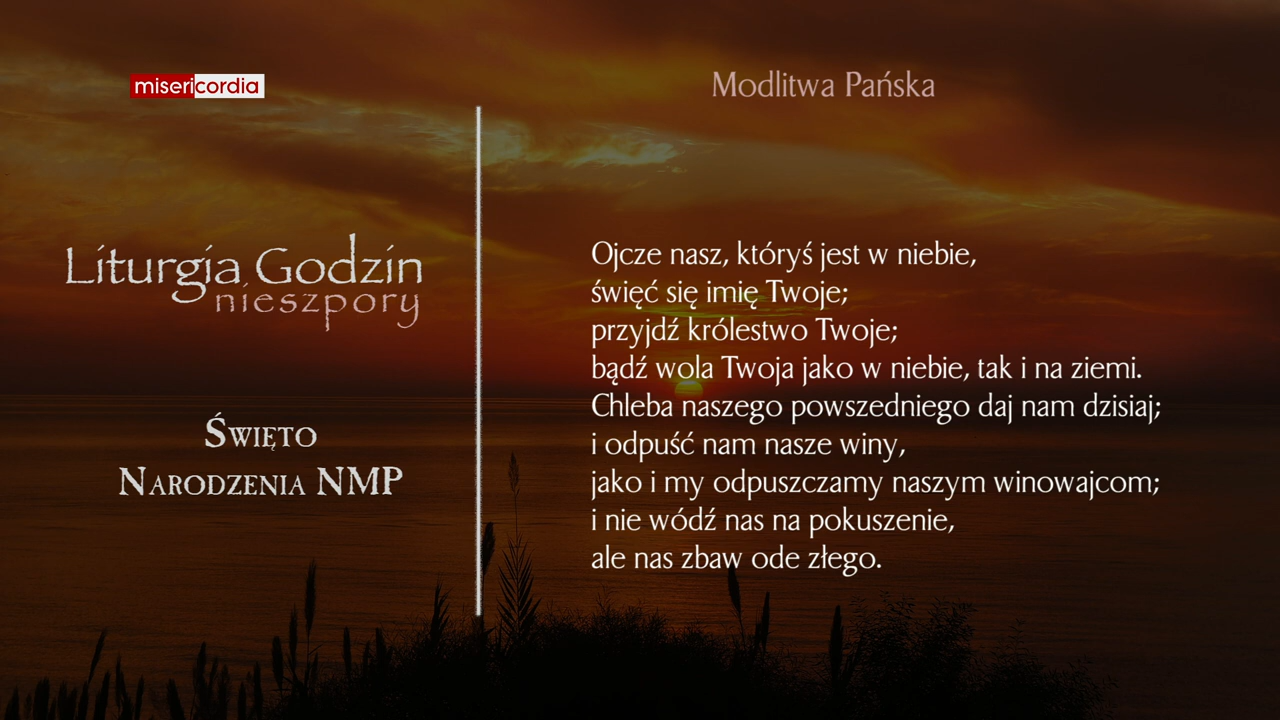 misericordia
Liturgia Godzin
nieszpory
Święto
Narodzenia NMP
Modlitwa Pańska
Ojcze nasz, któryś jest w niebie,
święć się imię Twoje;
przyjdź królestwo Twoje;
bądź wola Twoja jako w niebie, tak i na ziemi.
Chleba naszego powszedniego daj nam dzisiaj;
i odpuść nam nasze winy,
jako i my odpuszczamy naszym winowajcom;
i nie wódź nas na pokuszenie,
ale nas zbaw ode złego.